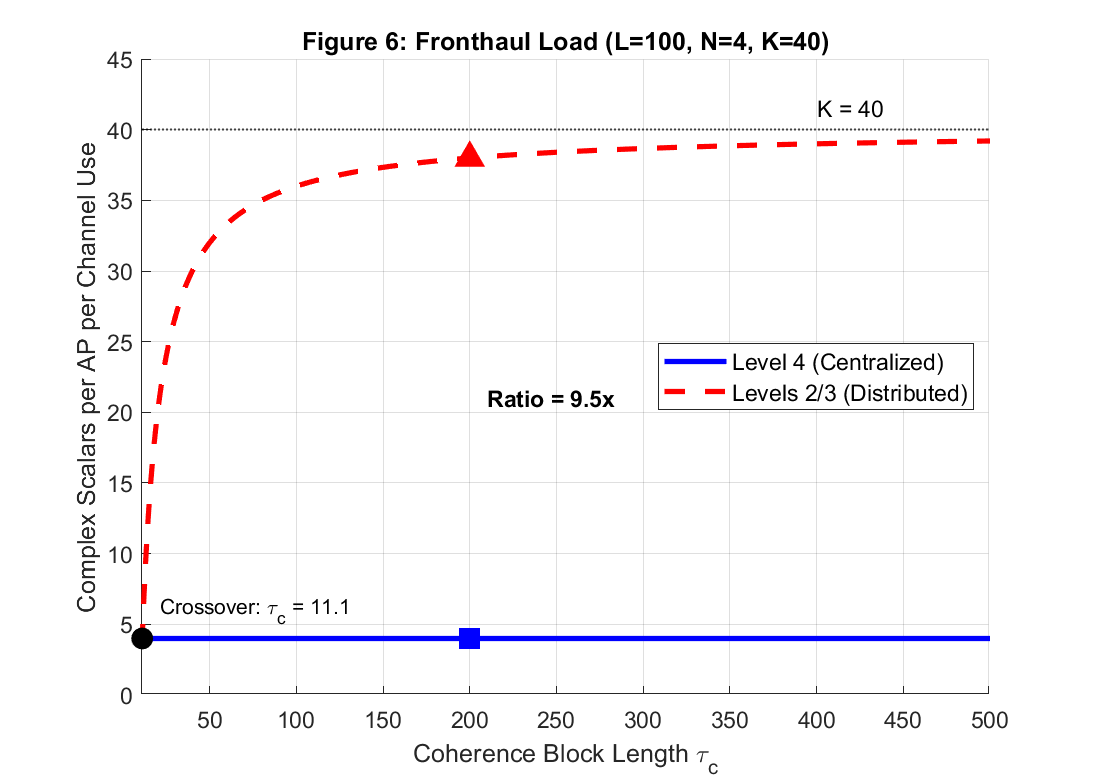 Figure 6: Fronthaul Load (L=100, N=4, K=40)
Complex Scalars per AP per Channel Use
45
40
35
30
25
20
15
10
5
0
K = 40
Level 4 (Centralized)
Levels 2/3 (Distributed)
Ratio = 9.5x
Crossover: τc = 11.1
50 100 150 200 250 300 350 400 450 500
Coherence Block Length τc